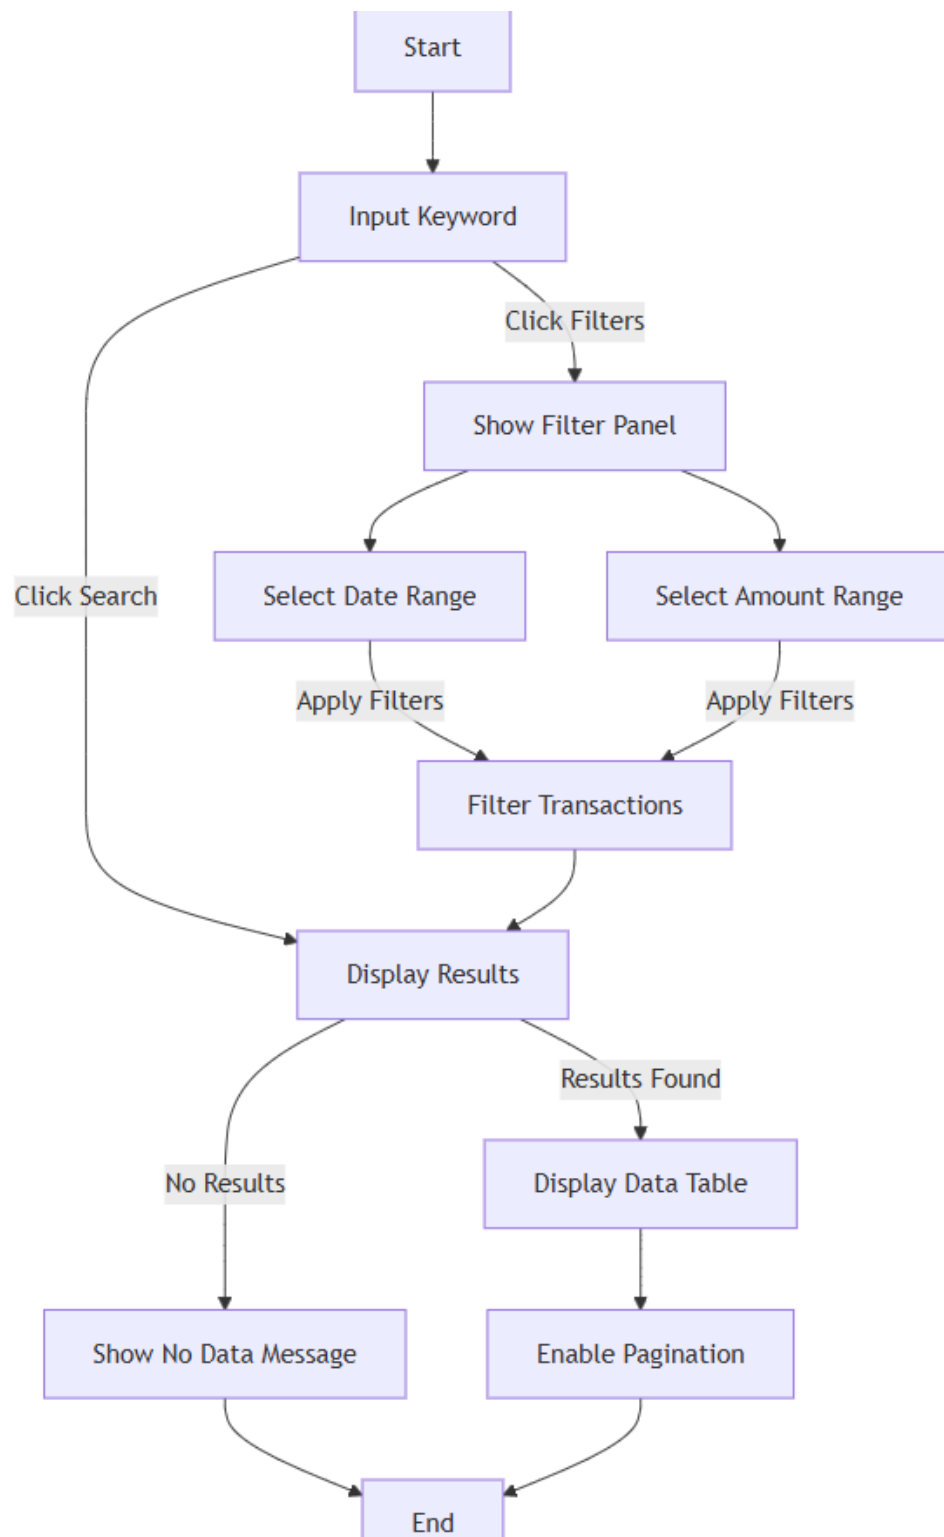 Start
Input Keyword
Click Filters
Show Filter Panel
Click Search
Select Date Range
Select Amount Range
Apply Filters
Apply Filters
Filter Transactions
Display Results
Results Found
No Results
Display Data Table
Show No Data Message
Enable Pagination
End